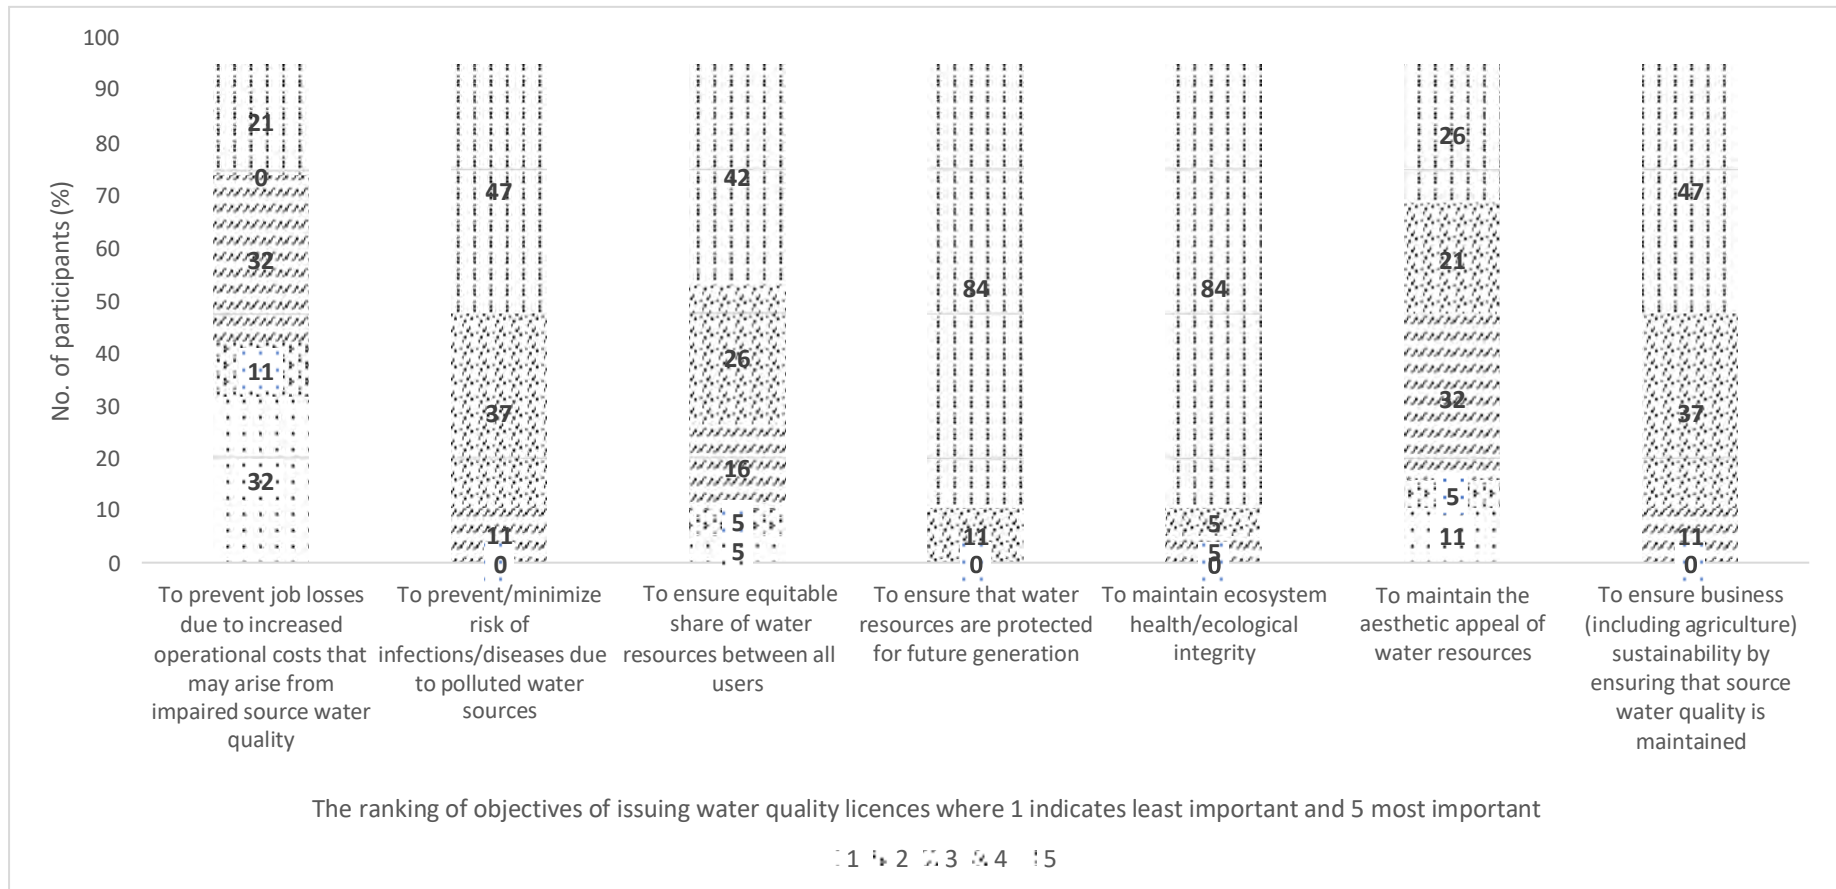 100
90
80
70
60
50
40
30
20
10
0
No. of participants (%)
21
0
32
11
32
47
37
11
0
42
26
16
5
5
84
11
0
84
5
5
0
26
21
32
5
11
47
37
11
0
To prevent job losses
due to increased
operational costs that
may arise from
impaired source water
quality
To prevent/minimize
risk of
infections/diseases due
to polluted water
sources
To ensure equitable
share of water
resources between all
users
To ensure that water
resources are protected
for future generation
To maintain ecosystem
health/ecological
integrity
To maintain the
aesthetic appeal of
water resources
To ensure business
(including agriculture)
sustainability by
ensuring that source
water quality is
maintained
The ranking of objectives of issuing water quality licences where 1 indicates least important and 5 most important
1 2 3 4 5